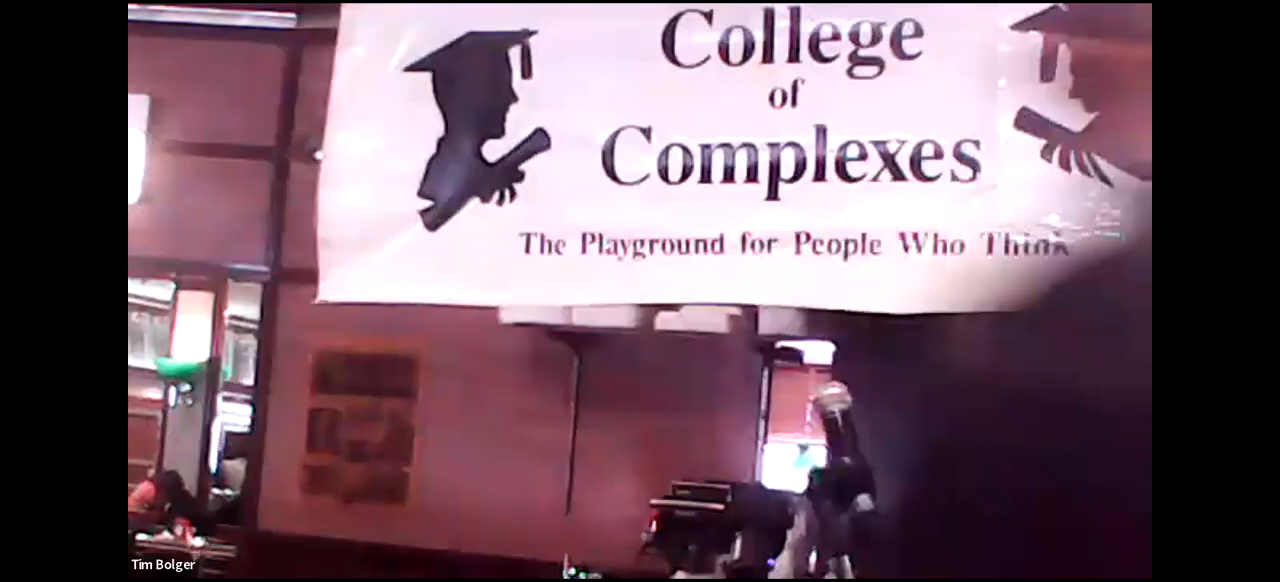 College
of
Complexes
The Playground for People Who Think
Tim Bolger